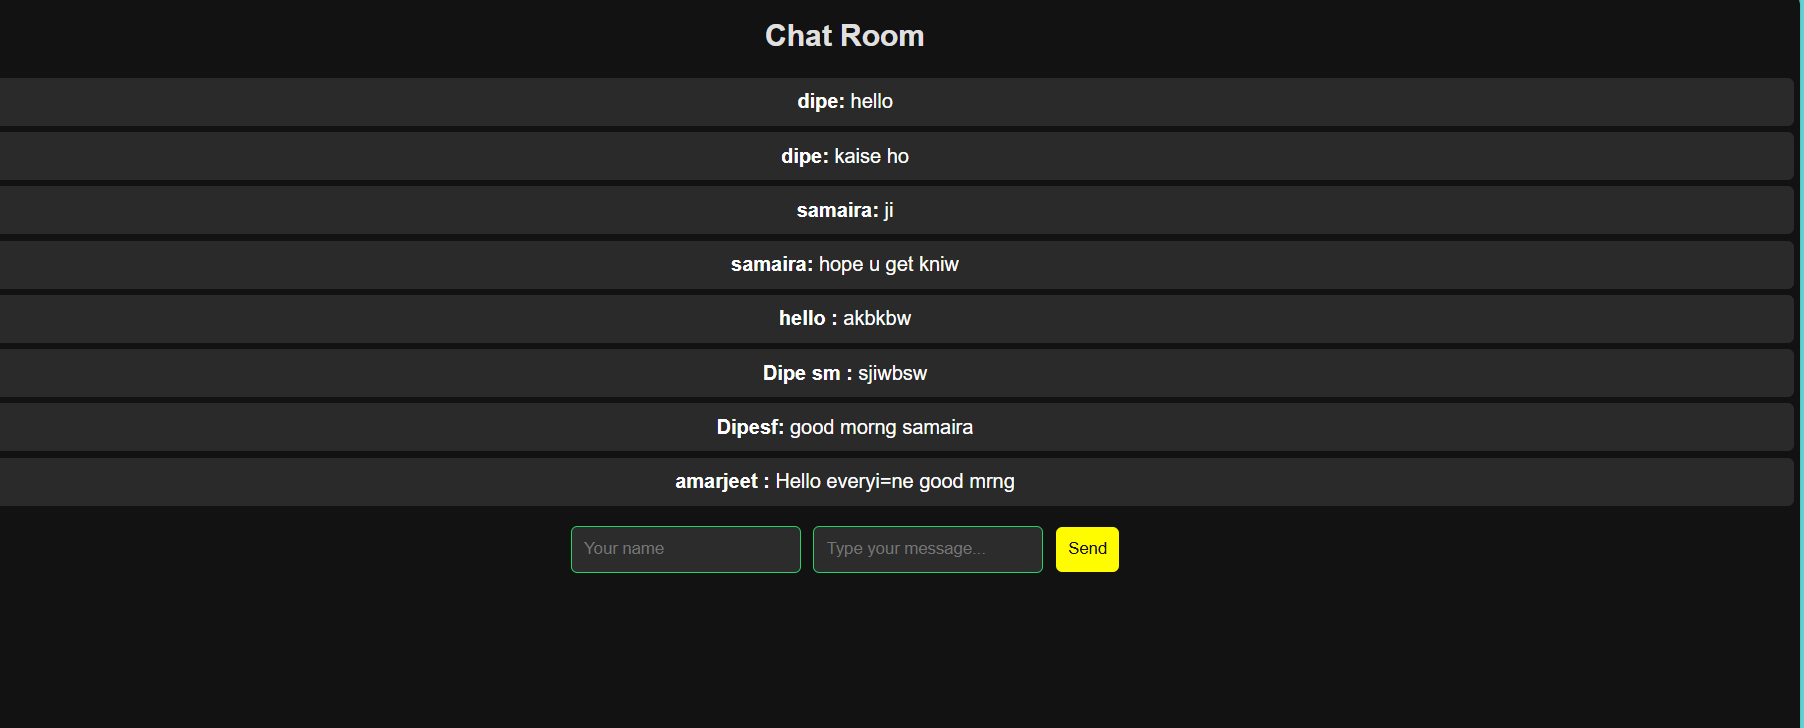 Chat Room
dipe: hello
dipe: kaise ho
samaira: ji
samaira: hope u get kniw
hello : akbkbw
Dipe sm : sjiwbsw
Dipesf: good morng samaira
amarjeet : Hello everyi=ne good mrng
Your name Type your message... Send